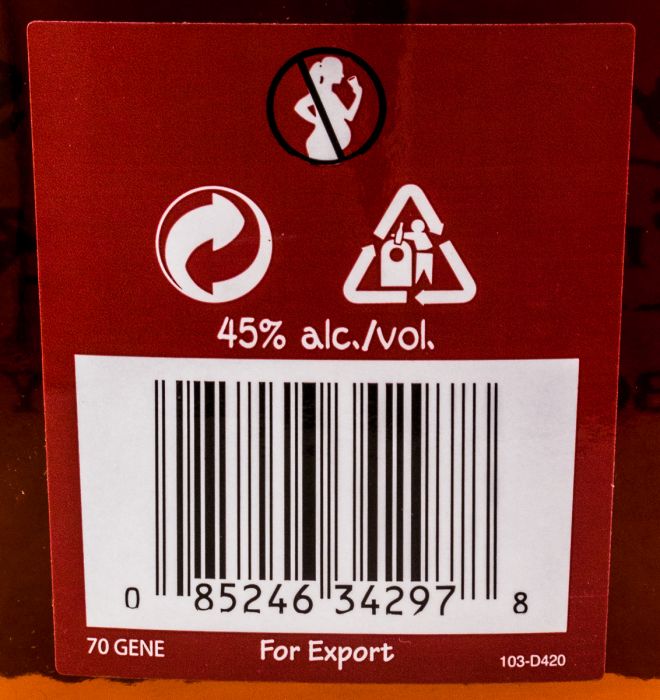 45% alc./vol.
0 85246 34297 8
70 GENE For Export 103-D420